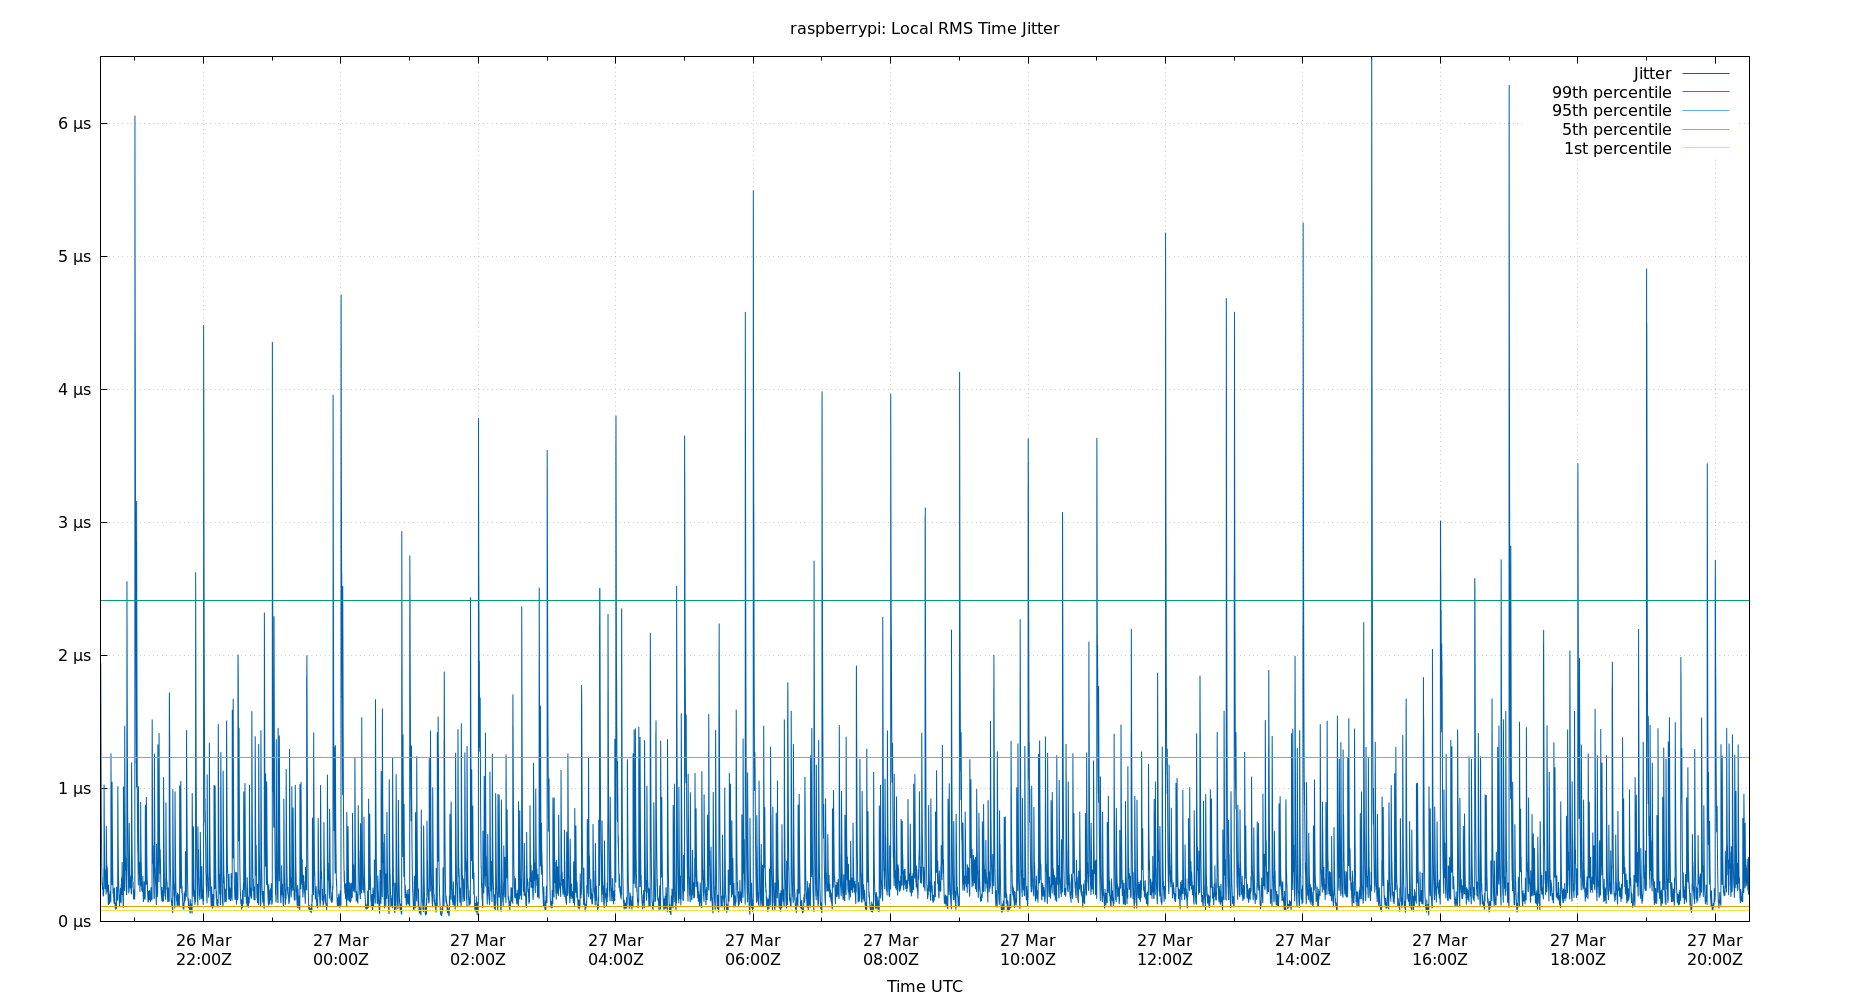 raspberrypi: Local RMS Time Jitter
Jitter
99th percentile
95th percentile
5th percentile
1st percentile
6 µs
5 µs
4 µs
3 µs
2 µs
1 µs
0 µs
26 Mar 27 Mar 27 Mar 27 Mar 27 Mar 27 Mar 27 Mar 27 Mar 27 Mar 27 Mar 27 Mar 27 Mar
22:00Z 00:00Z 02:00Z 04:00Z 06:00Z 08:00Z 10:00Z 12:00Z 14:00Z 16:00Z 18:00Z 20:00Z
Time UTC